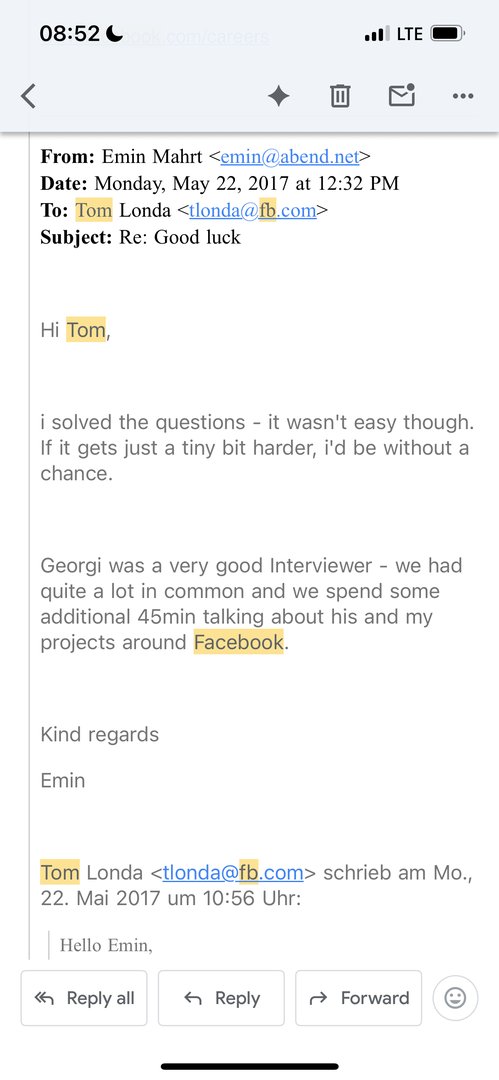 08:52
ook.com/careers
LTE
From: Emin Mahrt <emin@abend.net>
Date: Monday, May 22, 2017 at 12:32 PM
To: Tom Londa <tlonda@fb.com>
Subject: Re: Good luck
Hi Tom,
i solved the questions - it wasn't easy though.
If it gets just a tiny bit harder, i'd be without a
chance.
Georgi was a very good Interviewer - we had
quite a lot in common and we spend some
additional 45min talking about his and my
projects around Facebook.
Kind regards
Emin
Tom Londa <tlonda@fb.com> schrieb am Mo.,
22. Mai 2017 um 10:56 Uhr:
Hello Emin,
Reply all
Reply
Forward